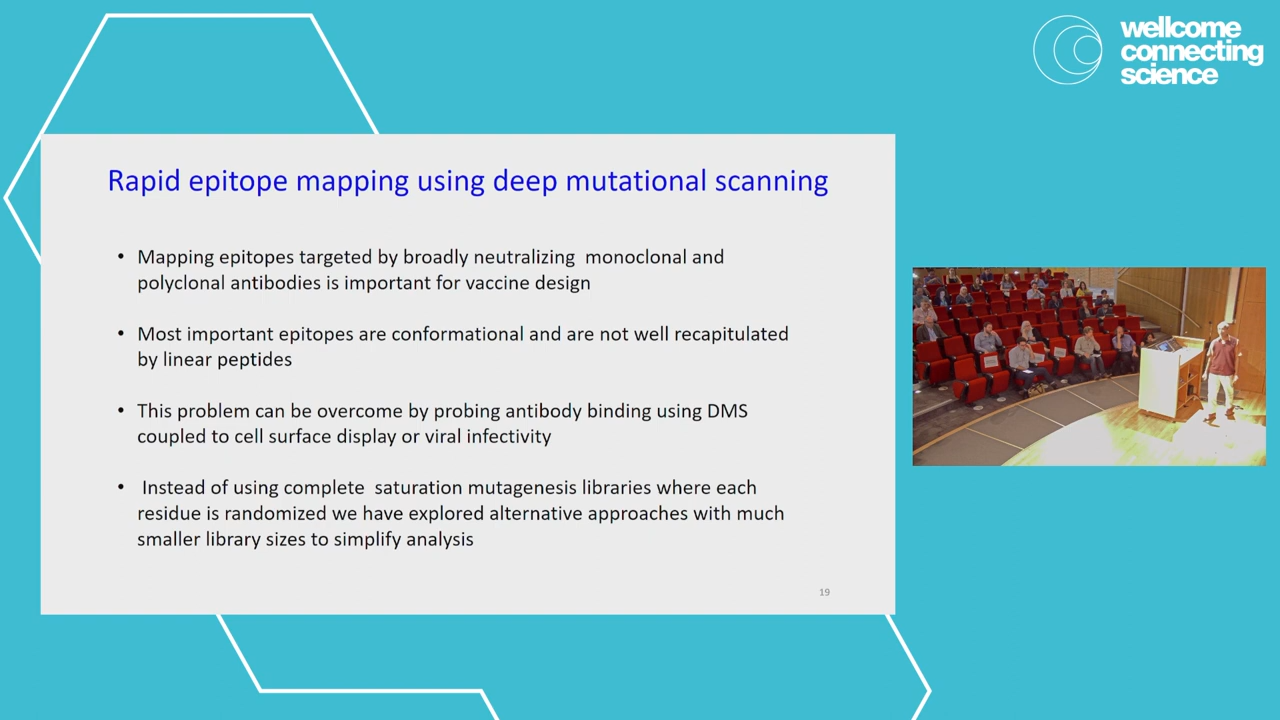 wellcome
connecting
science
Rapid epitope mapping using deep mutational scanning
• Mapping epitopes targeted by broadly neutralizing  monoclonal and
polyclonal antibodies is important for vaccine design
• Most important epitopes are conformational and are not well recapitulated
by linear peptides
• This problem can be overcome by probing antibody binding using DMS
coupled to cell surface display or viral infectivity
•  Instead of using complete  saturation mutagenesis libraries where each
residue is randomized we have explored alternative approaches with much
smaller library sizes to simplify analysis
19